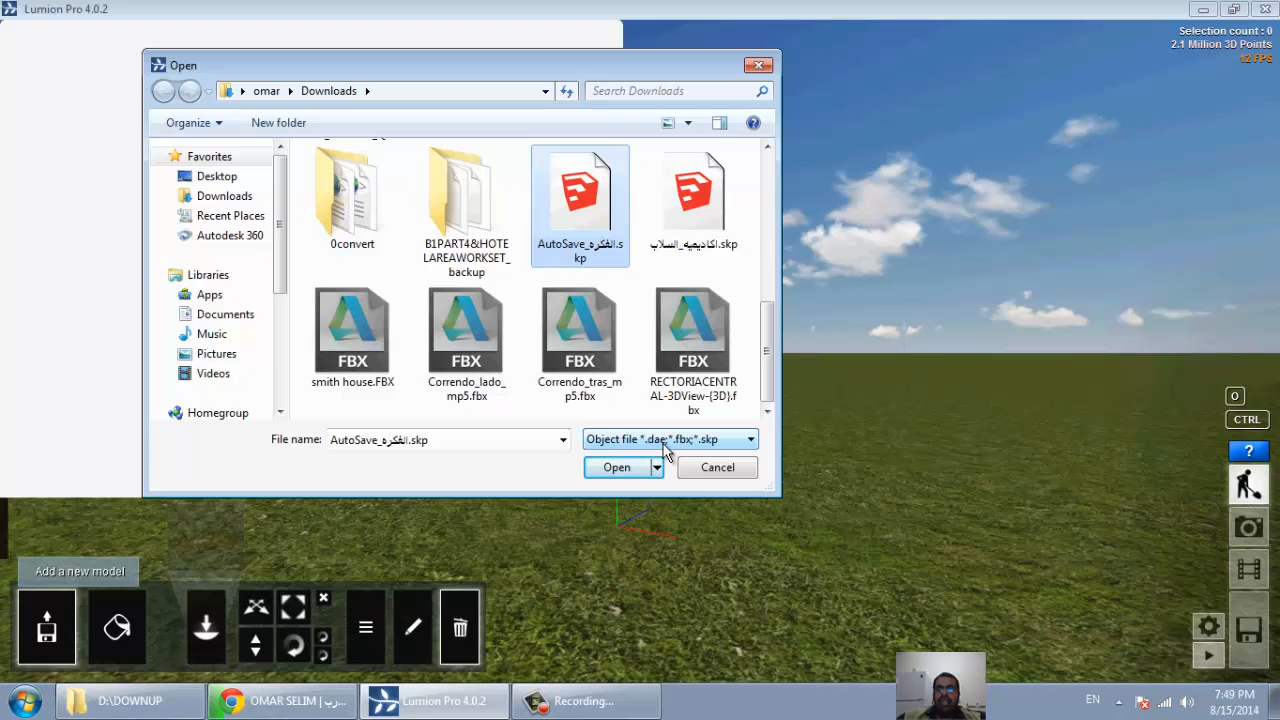 Lumion Pro 4.0.2
Selection count : 0
2.1 Million 3D Points
12 FPS
Open
omar
Downloads
Search Downloads
Organize
New folder
Favorites
Desktop
Downloads
Recent Places
Autodesk 360
Libraries
Apps
Documents
Music
Pictures
Videos
Homegroup
0convert
B1PART4&HOTE
LAREAWORKSET_
backup
AutoSave_الفكره.s
kp
اكاديميه_السلاب.skp
FBX
smith house.FBX
FBX
Correndo_lado_
mp5.fbx
FBX
Correndo_tras_m
p5.fbx
FBX
RECTORIACENTR
AL-3DView-{3D}.f
bx
File name:
AutoSave_الفكره.skp
Object file *.dae;*.fbx;*.skp
Open
Cancel
O
CTRL
?
Add a new model
D:\DOWNUP
OMAR SELIM | رب...
Lumion Pro 4.0.2
Recording...
EN
7:49 PM
8/15/2014